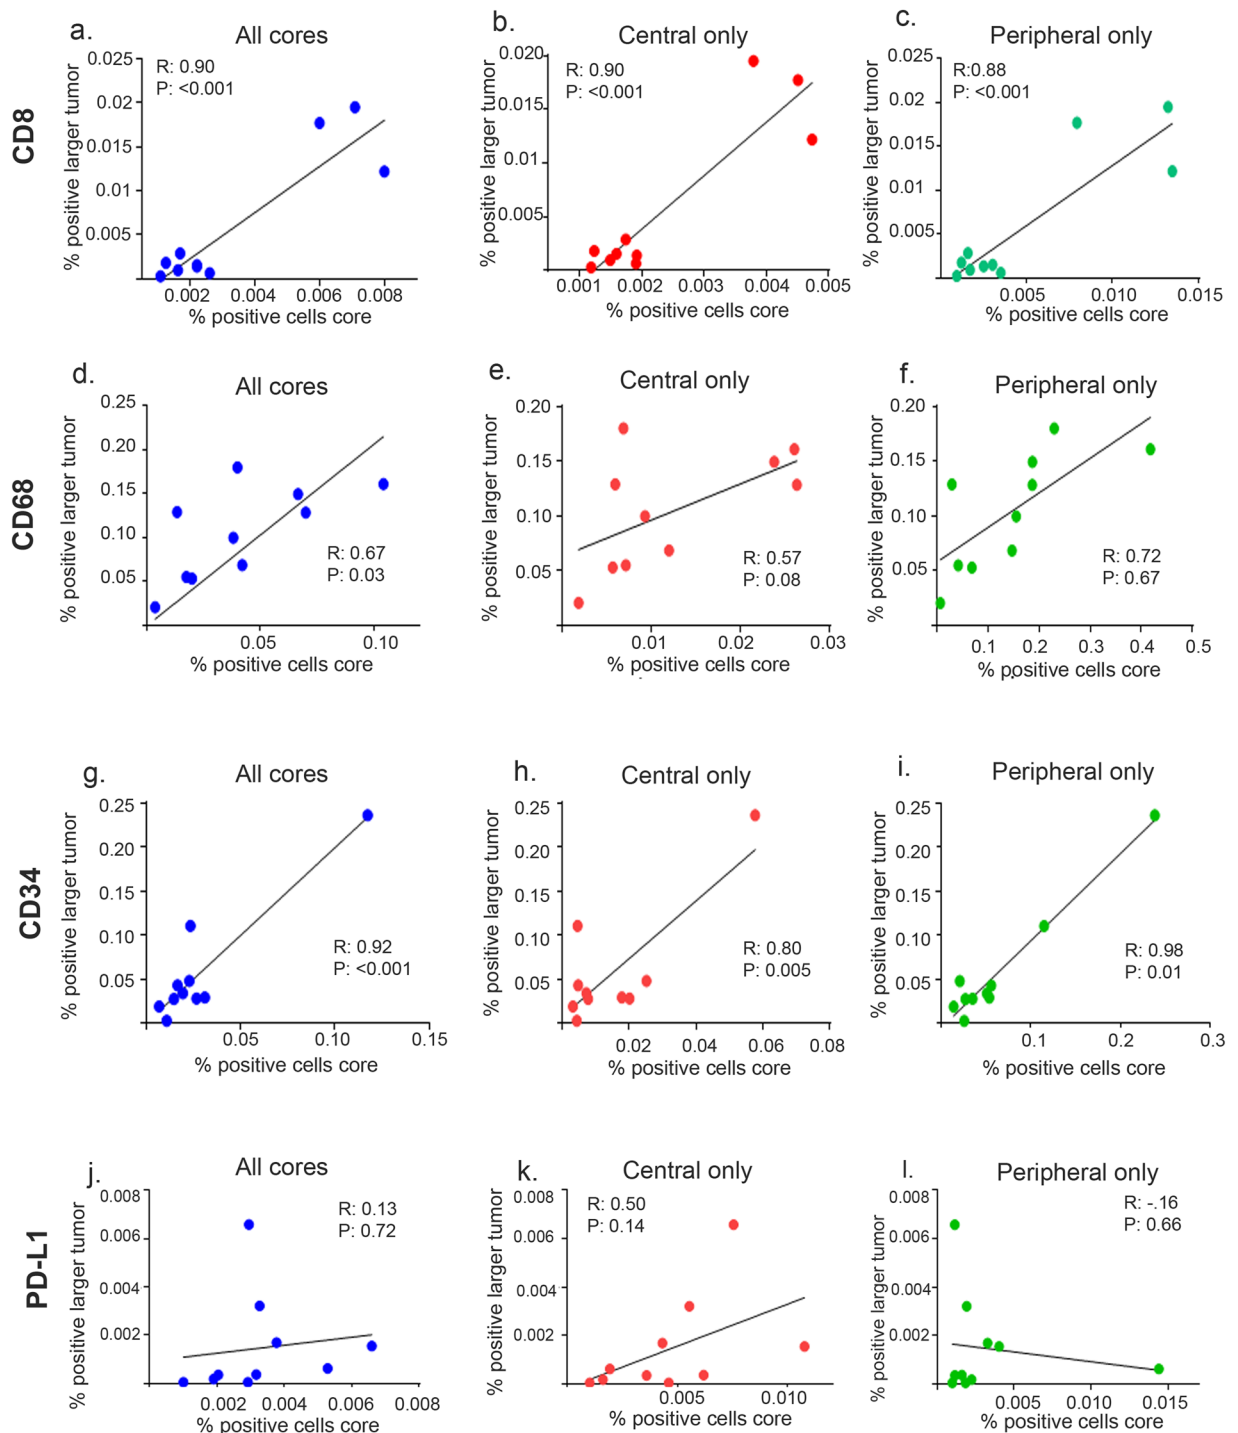 a.
All cores
R: 0.90
P: <0.001
CD8
% positive larger tumor
0.025
0.02
0.015
0.01
0.005
0.002
0.004
0.006
0.008
% positive cells core
b.
Central only
R: 0.90
P: <0.001
% positive larger tumor
0.020
0.015
0.010
0.005
0.001
0.002
0.003
0.004
0.005
% positive cells core
c.
Peripheral only
R:0.88
P: <0.001
% positive larger tumor
0.025
0.02
0.015
0.01
0.005
0.005
0.010
0.015
% positive cells core
d.
All cores
CD68
% positive larger tumor
0.25
0.20
0.15
0.10
0.05
R: 0.67
P: 0.03
0.05
0.10
% positive cells core
e.
Central only
% positive larger tumor
0.20
0.15
0.10
0.05
R: 0.57
P: 0.08
0.01
0.02
0.03
% positive cells core
f.
Peripheral only
% positive larger tumor
0.20
0.15
0.10
0.05
R: 0.72
P: 0.67
0.1
0.2
0.3
0.4
0.5
% positive cells core
g.
All cores
CD34
% positive larger tumor
0.25
0.20
0.15
0.10
0.05
R: 0.92
P: <0.001
0.05
0.10
0.15
% positive cells core
h.
Central only
% positive larger tumor
0.25
0.20
0.15
0.10
0.05
R: 0.80
P: 0.005
0.02
0.04
0.06
0.08
% positive cells core
i.
Peripheral only
% positive larger tumor
0.25
0.20
0.15
0.10
0.05
R: 0.98
P: 0.01
0.1
0.2
0.3
% positive cells core
j.
All cores
R: 0.13
P: 0.72
PD-L1
% positive larger tumor
0.008
0.006
0.004
0.002
0.002
0.004
0.006
0.008
% positive cells core
k.
Central only
R: 0.50
P: 0.14
% positive larger tumor
0.008
0.006
0.004
0.002
0.005
0.010
% positive cells core
l.
Peripheral only
R: -.16
P: 0.66
% positive larger tumor
0.008
0.006
0.004
0.002
0.005
0.010
0.015
% positive cells core